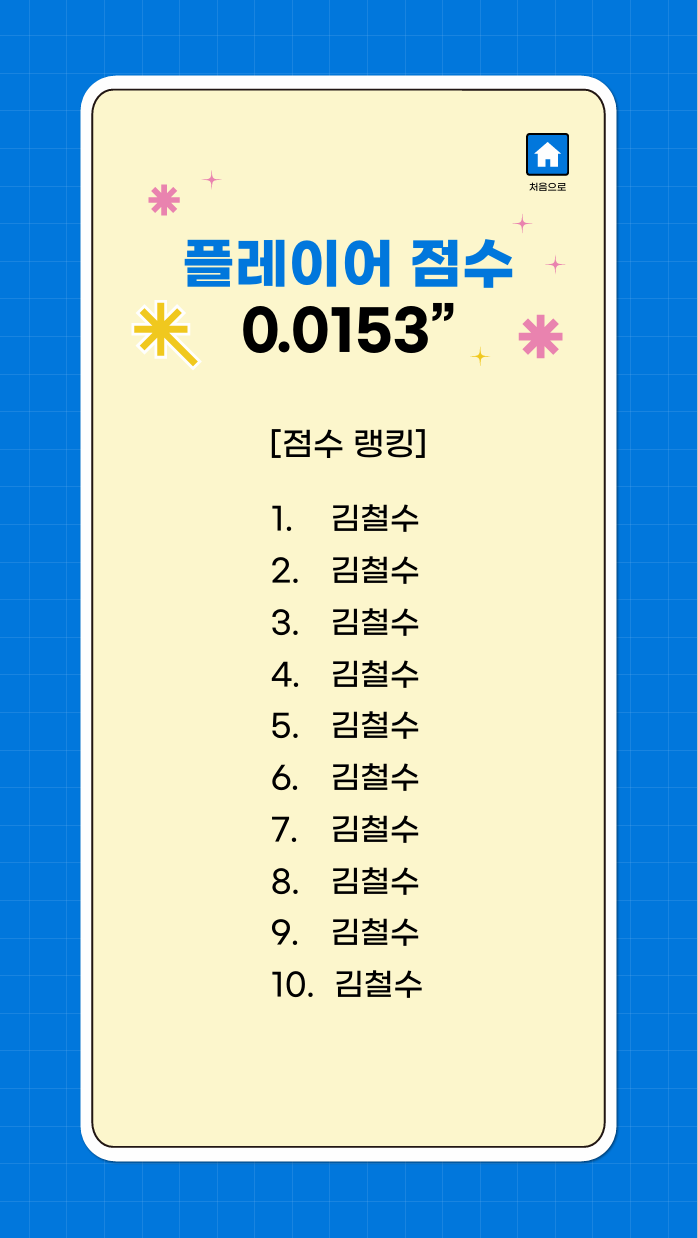 처음으로
플레이어 점수
0.0153”
[점수 랭킹]
1. 김철수
2. 김철수
3. 김철수
4. 김철수
5. 김철수
6. 김철수
7. 김철수
8. 김철수
9. 김철수
10. 김철수